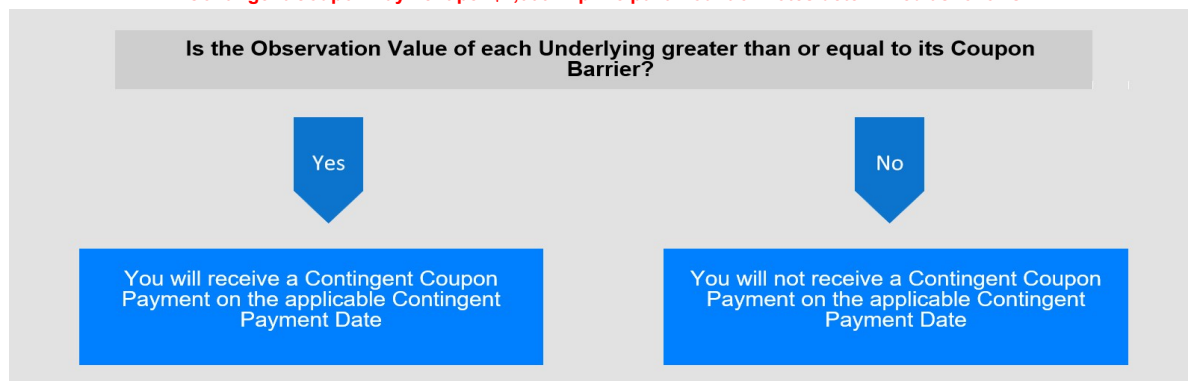 Is the Observation Value of each Underlying greater than or equal to its Coupon
Barrier?
Yes
No
You will receive a Contingent Coupon
Payment on the applicable Contingent
Payment Date
You will not receive a Contingent Coupon
Payment on the applicable Contingent
Payment Date